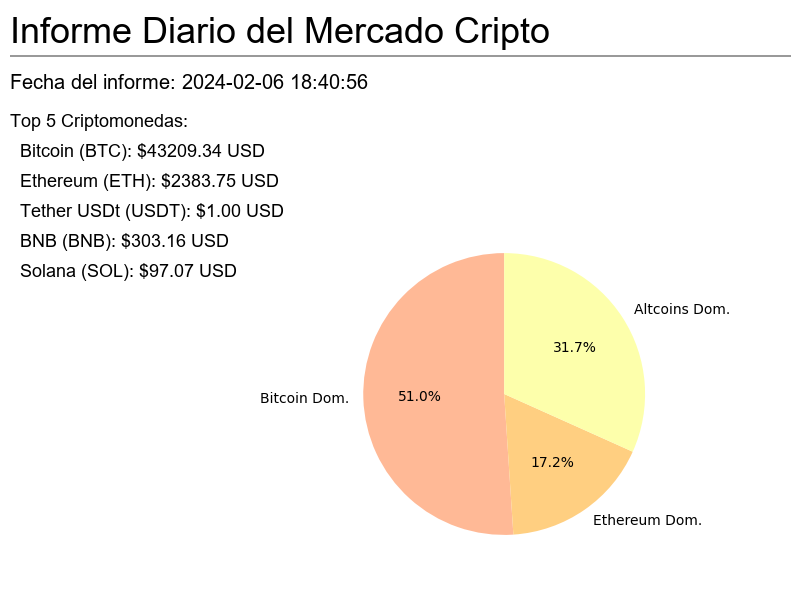 Informe Diario del Mercado Cripto
Fecha del informe: 2024-02-06 18:40:56
Top 5 Criptomonedas:
Bitcoin (BTC): $43209.34 USD
Ethereum (ETH): $2383.75 USD
Tether USDt (USDT): $1.00 USD
BNB (BNB): $303.16 USD
Solana (SOL): $97.07 USD
Altcoins Dom.
31.7%
Bitcoin Dom.
51.0%
17.2%
Ethereum Dom.